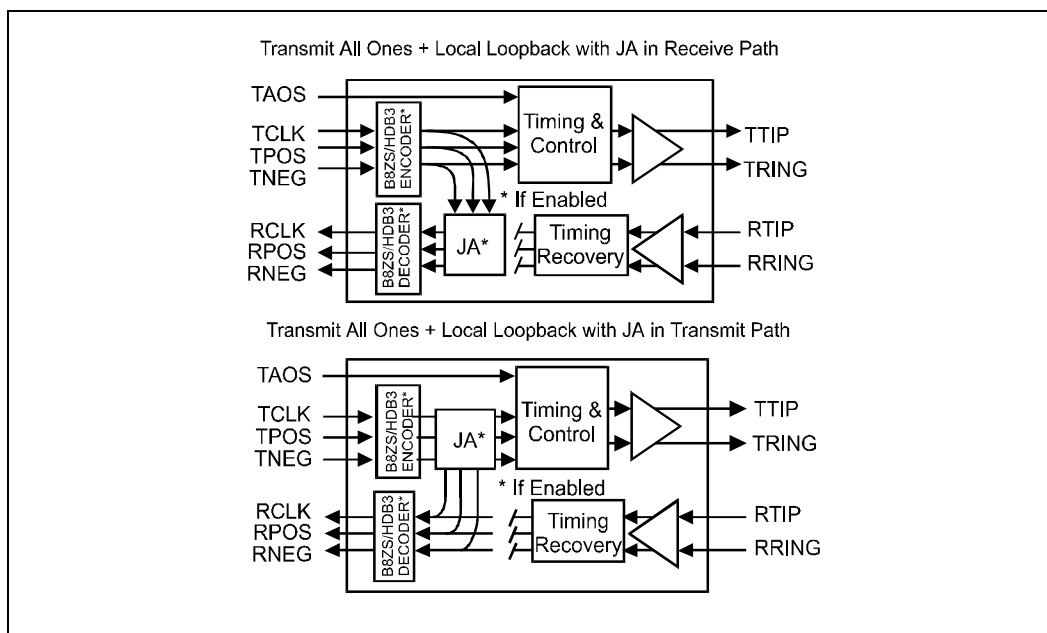 Transmit All Ones + Local Loopback with JA in Receive Path
TAOS
TCLK
TPOS
TNEG
B8ZS/HDB3
ENCODER*
Timing &
Control
TTIP
TRING
* If Enabled
RCLK
RPOS
RNEG
B8ZS/HDB3
DECODER*
JA*
Timing
Recovery
RTIP
RRING
Transmit All Ones + Local Loopback with JA in Transmit Path
TAOS
TCLK
TPOS
TNEG
B8ZS/HDB3
ENCODER*
JA*
Timing &
Control
TTIP
TRING
* If Enabled
RCLK
RPOS
RNEG
B8ZS/HDB3
DECODER*
Timing
Recovery
RTIP
RRING